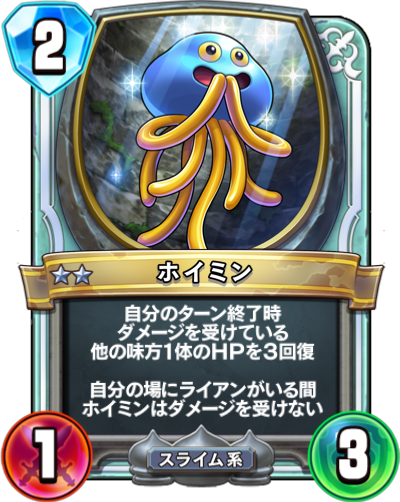 2
ホイミン
自分のターン終了時
ダメージを受けている
他の味方1体のHPを3回復
自分の場にライアンがいる間
ホイミンはダメージを受けない
1
スライム系
3